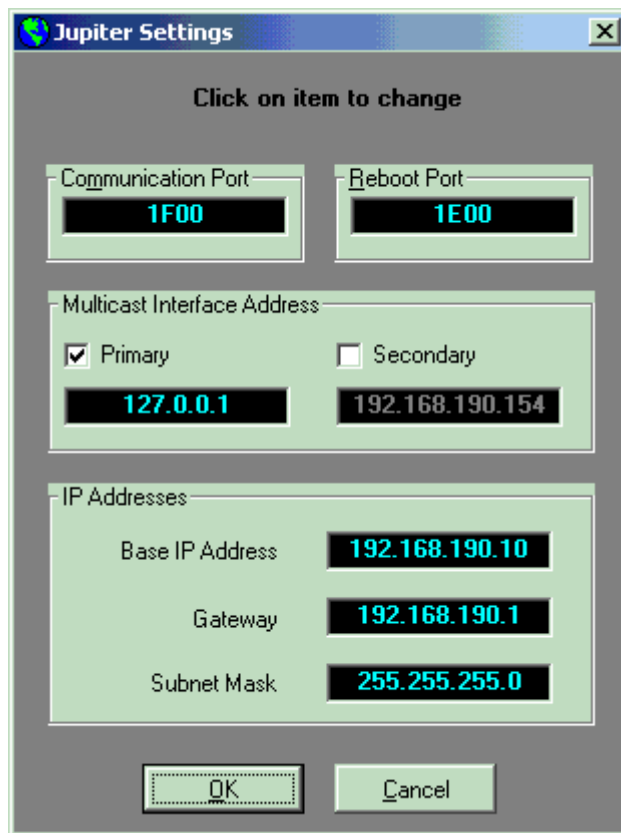 Jupiter Settings
Click on item to change
Communication Port
Reboot Port
1F00
1E00
Multicast Interface Address
Primary
Secondary
127.0.0.1
192.168.190.154
IP Addresses
Base IP Address
192.168.190.10
Gateway
192.168.190.1
Subnet Mask
255.255.255.0
OK
Cancel